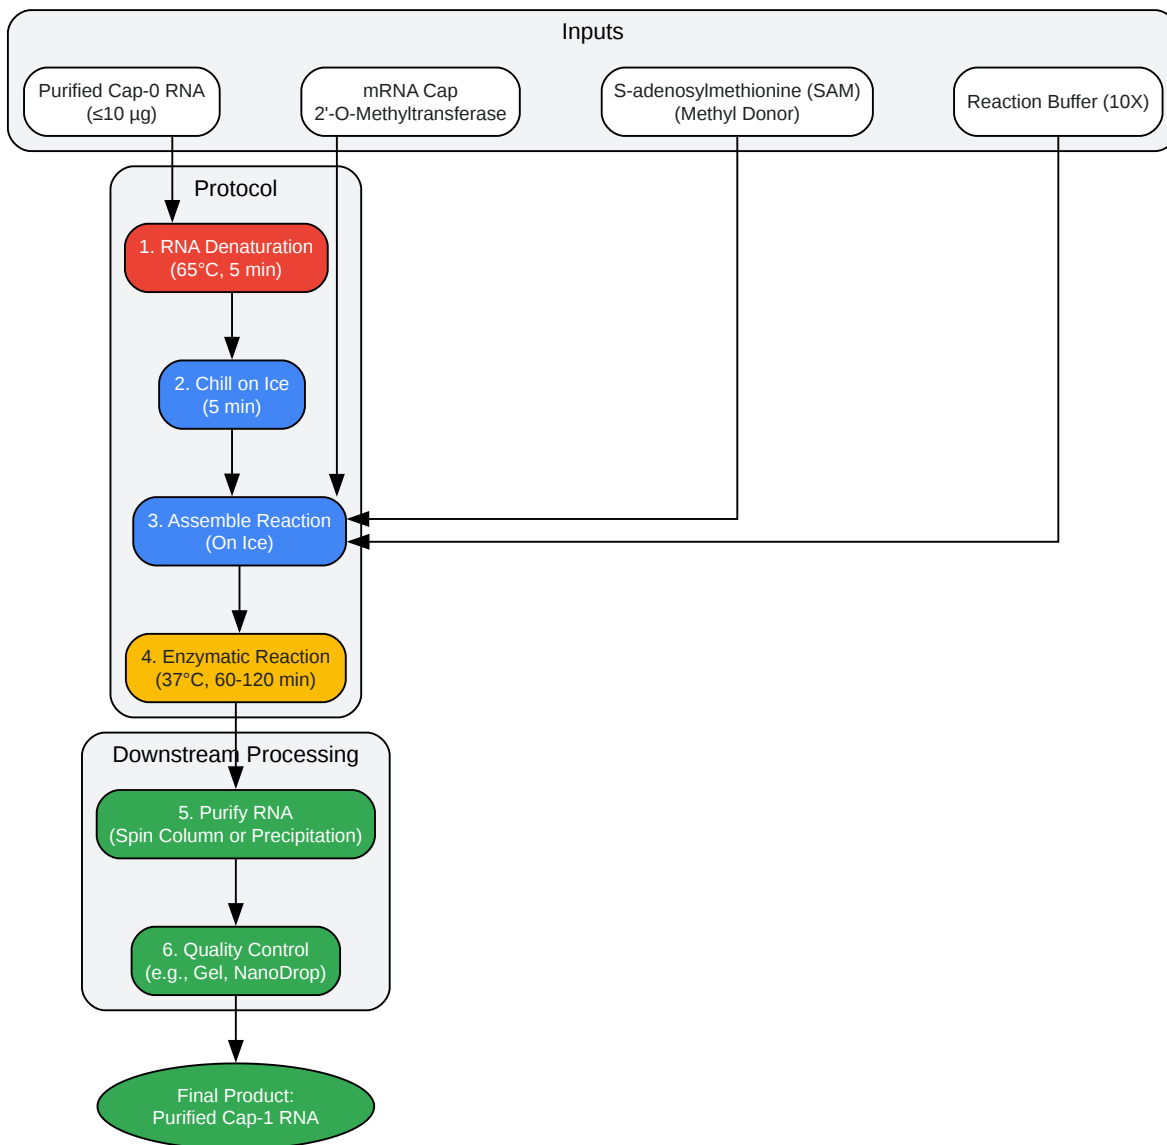 Inputs
Purified Cap-0 RNA
(≤10 µg)
mRNA Cap
2'-O-Methyltransferase
S-adenosylmethionine (SAM)
(Methyl Donor)
Reaction Buffer (10X)
Protocol
1. RNA Denaturation
(65°C, 5 min)
2. Chill on Ice
(5 min)
3. Assemble Reaction
(On Ice)
4. Enzymatic Reaction
(37°C, 60-120 min)
Downstream Processing
5. Purify RNA
(Spin Column or Precipitation)
6. Quality Control
(e.g., Gel, NanoDrop)
Final Product:
Purified Cap-1 RNA